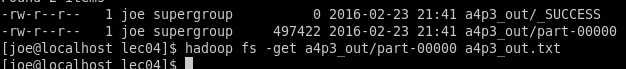 -rw-r--r--   1 joe supergroup          0 2016-02-23 21:41 a4p3_out/_SUCCESS
-rw-r--r--   1 joe supergroup     497422 2016-02-23 21:41 a4p3_out/part-00000
[joe@localhost lec04]$ hadoop fs -get a4p3_out/part-00000 a4p3_out.txt
[joe@localhost lec04]$